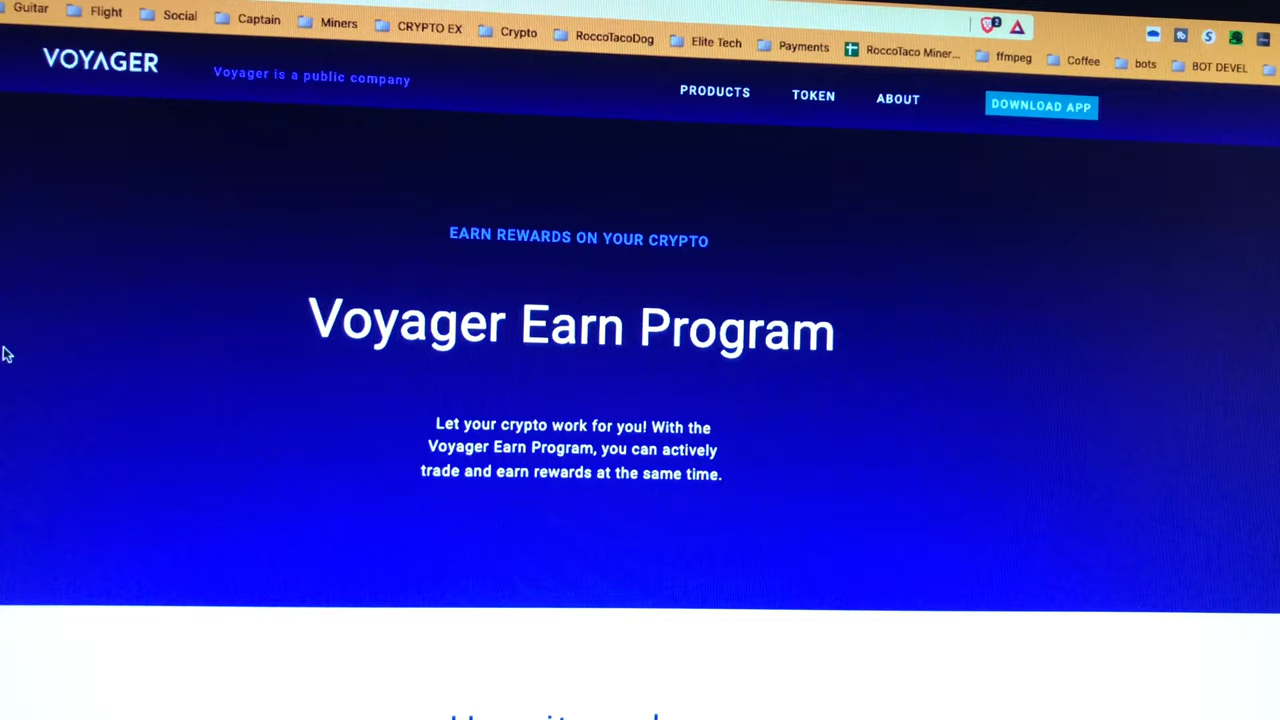 Guitar Flight Social Captain Miners CRYPTO EX Crypto RoccoTacoDog Elite Tech Payments RoccoTaco Miner... ffmpeg Coffee bots BOT DEVEL
VOYAGER Voyager is a public company PRODUCTS TOKEN ABOUT DOWNLOAD APP
EARN REWARDS ON YOUR CRYPTO
Voyager Earn Program
Let your crypto work for you! With the
Voyager Earn Program, you can actively
trade and earn rewards at the same time.